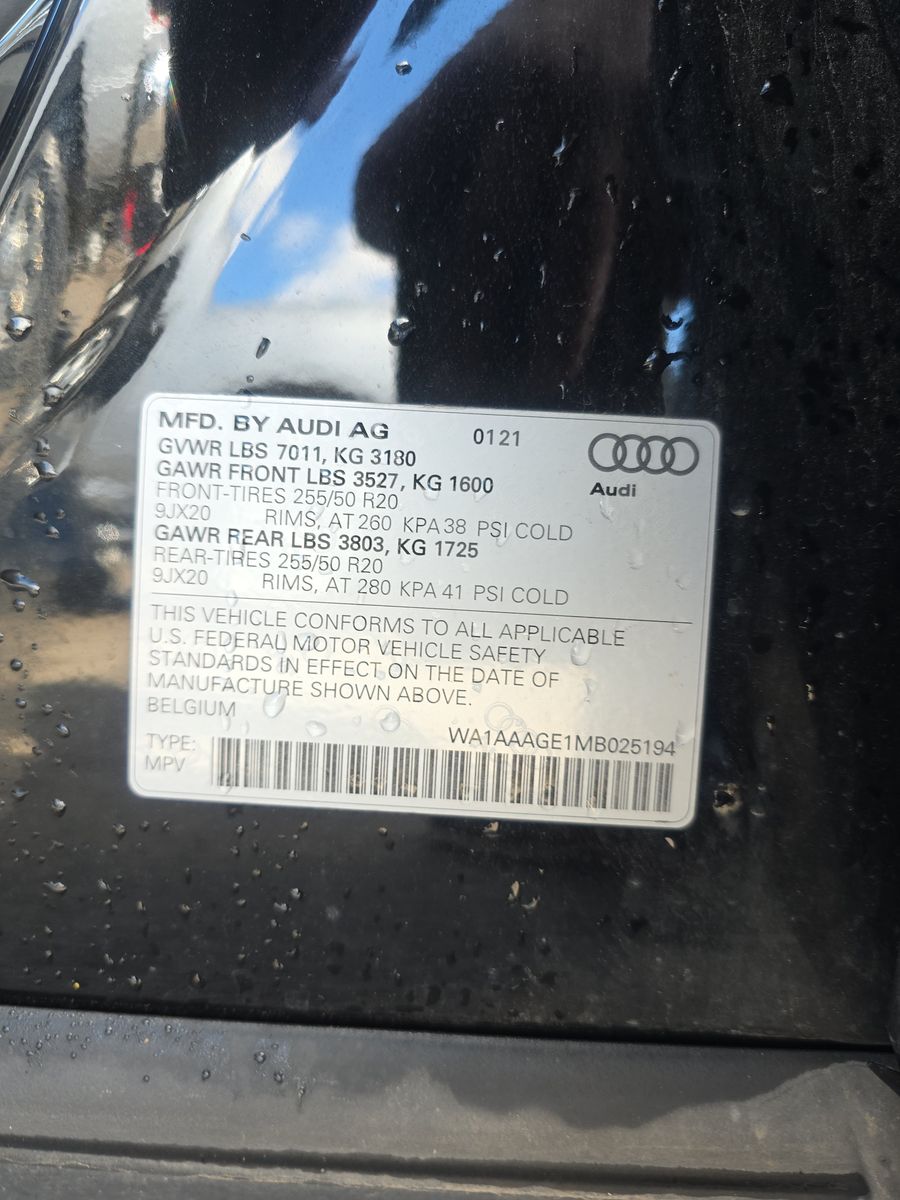 MFD. BY AUDI AG 0121
GVWR LBS 7011, KG 3180
GAWR FRONT LBS 3527, KG 1600
Audi
FRONT-TIRES 255/50 R20
9JX20 RIMS, AT 260 KPA 38 PSI COLD
GAWR REAR LBS 3803, KG 1725
REAR-TIRES 255/50 R20
9JX20 RIMS, AT 280 KPA 41 PSI COLD
THIS VEHICLE CONFORMS TO ALL APPLICABLE
U.S. FEDERAL MOTOR VEHICLE SAFETY
STANDARDS IN EFFECT ON THE DATE OF
MANUFACTURE SHOWN ABOVE.
BELGIUM
WA1AAAGE1MB025194
TYPE:
MPV